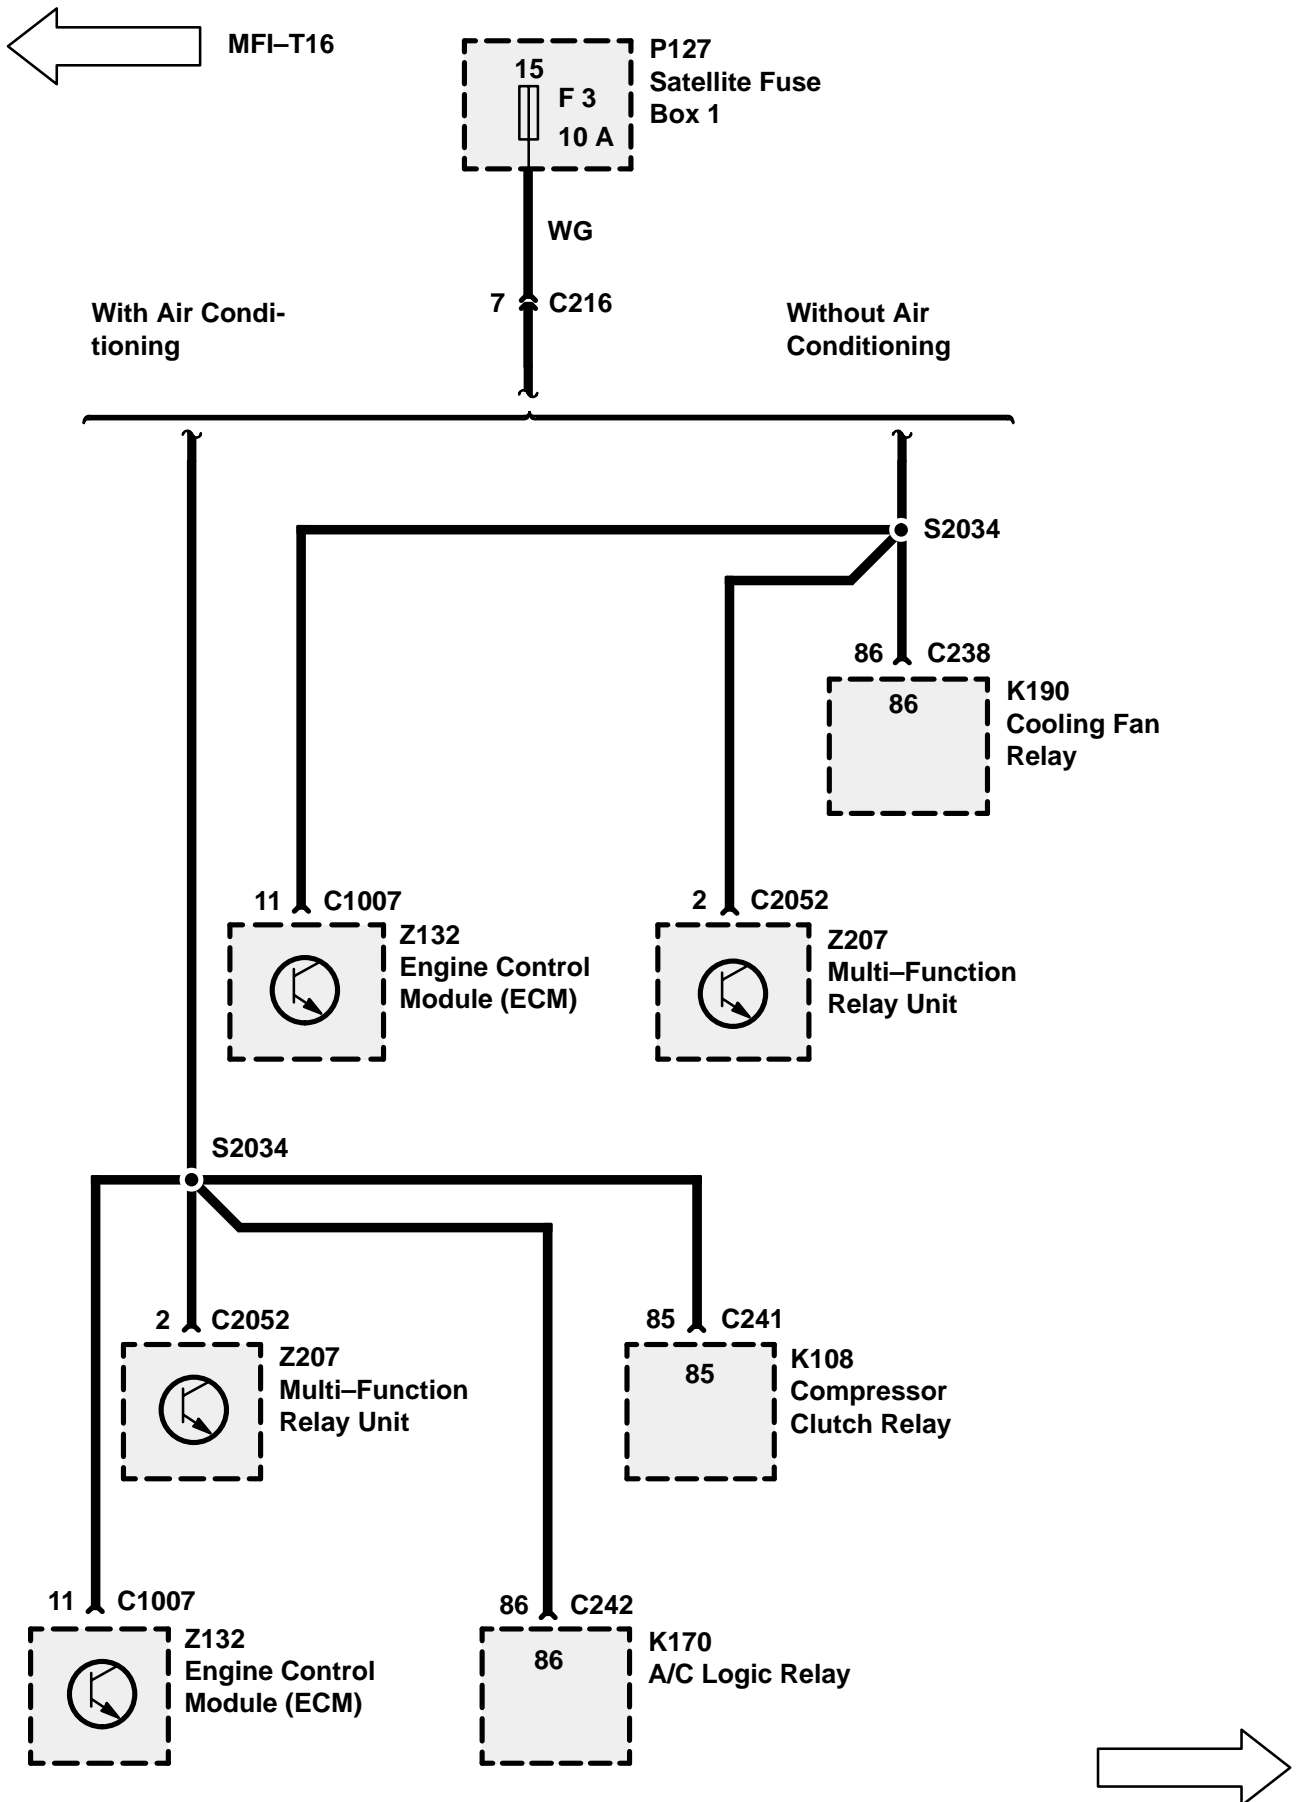 MFI–T16
P127
Satellite Fuse
Box 1
15
F 3
10 A
WG
7
C216
With Air Condi-
tioning
Without Air
Conditioning
S2034
86
C238
86
K190
Cooling Fan
Relay
11
C1007
Z132
Engine Control
Module (ECM)
2
C2052
Z207
Multi–Function
Relay Unit
S2034
2
C2052
Z207
Multi–Function
Relay Unit
85
C241
85
K108
Compressor
Clutch Relay
11
C1007
Z132
Engine Control
Module (ECM)
86
C242
86
K170
A/C Logic Relay